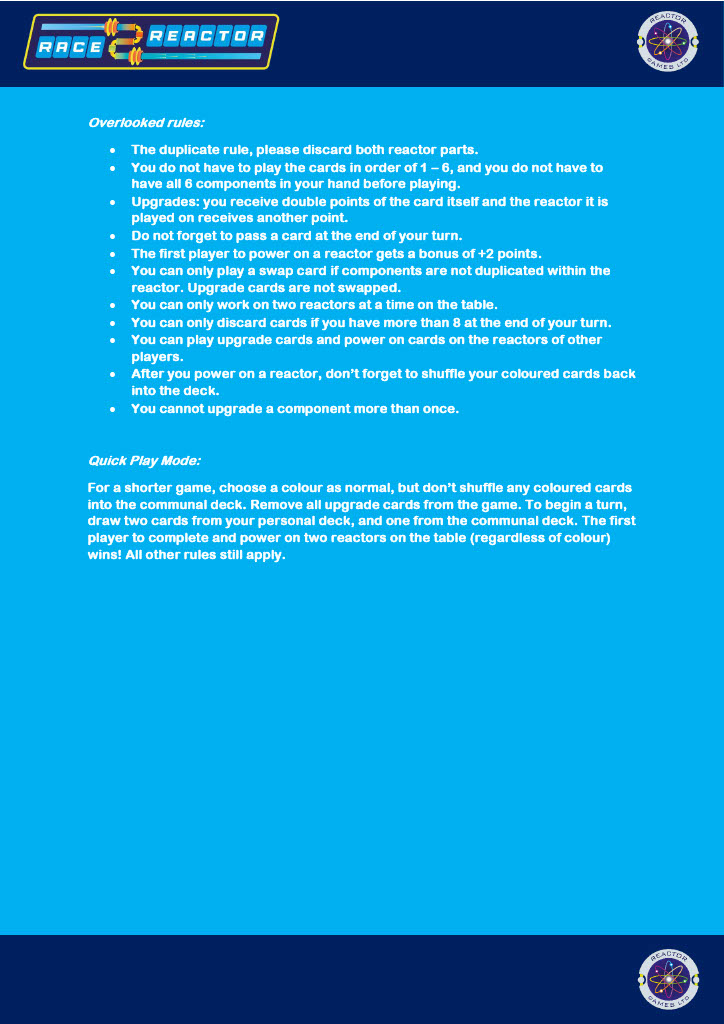 RACE 2 REACTOR
REACTOR
GAMES LTD
Overlooked rules:
• The duplicate rule, please discard both reactor parts.
• You do not have to play the cards in order of 1 – 6, and you do not have to
have all 6 components in your hand before playing.
• Upgrades: you receive double points of the card itself and the reactor it is
played on receives another point.
• Do not forget to pass a card at the end of your turn.
• The first player to power on a reactor gets a bonus of +2 points.
• You can only play a swap card if components are not duplicated within the
reactor. Upgrade cards are not swapped.
• You can only work on two reactors at a time on the table.
• You can only discard cards if you have more than 8 at the end of your turn.
• You can play upgrade cards and power on cards on the reactors of other
players.
• After you power on a reactor, don’t forget to shuffle your coloured cards back
into the deck.
• You cannot upgrade a component more than once.
Quick Play Mode:
For a shorter game, choose a colour as normal, but don’t shuffle any coloured cards
into the communal deck. Remove all upgrade cards from the game. To begin a turn,
draw two cards from your personal deck, and one from the communal deck. The first
player to complete and power on two reactors on the table (regardless of colour)
wins! All other rules still apply.
REACTOR
GAMES LTD